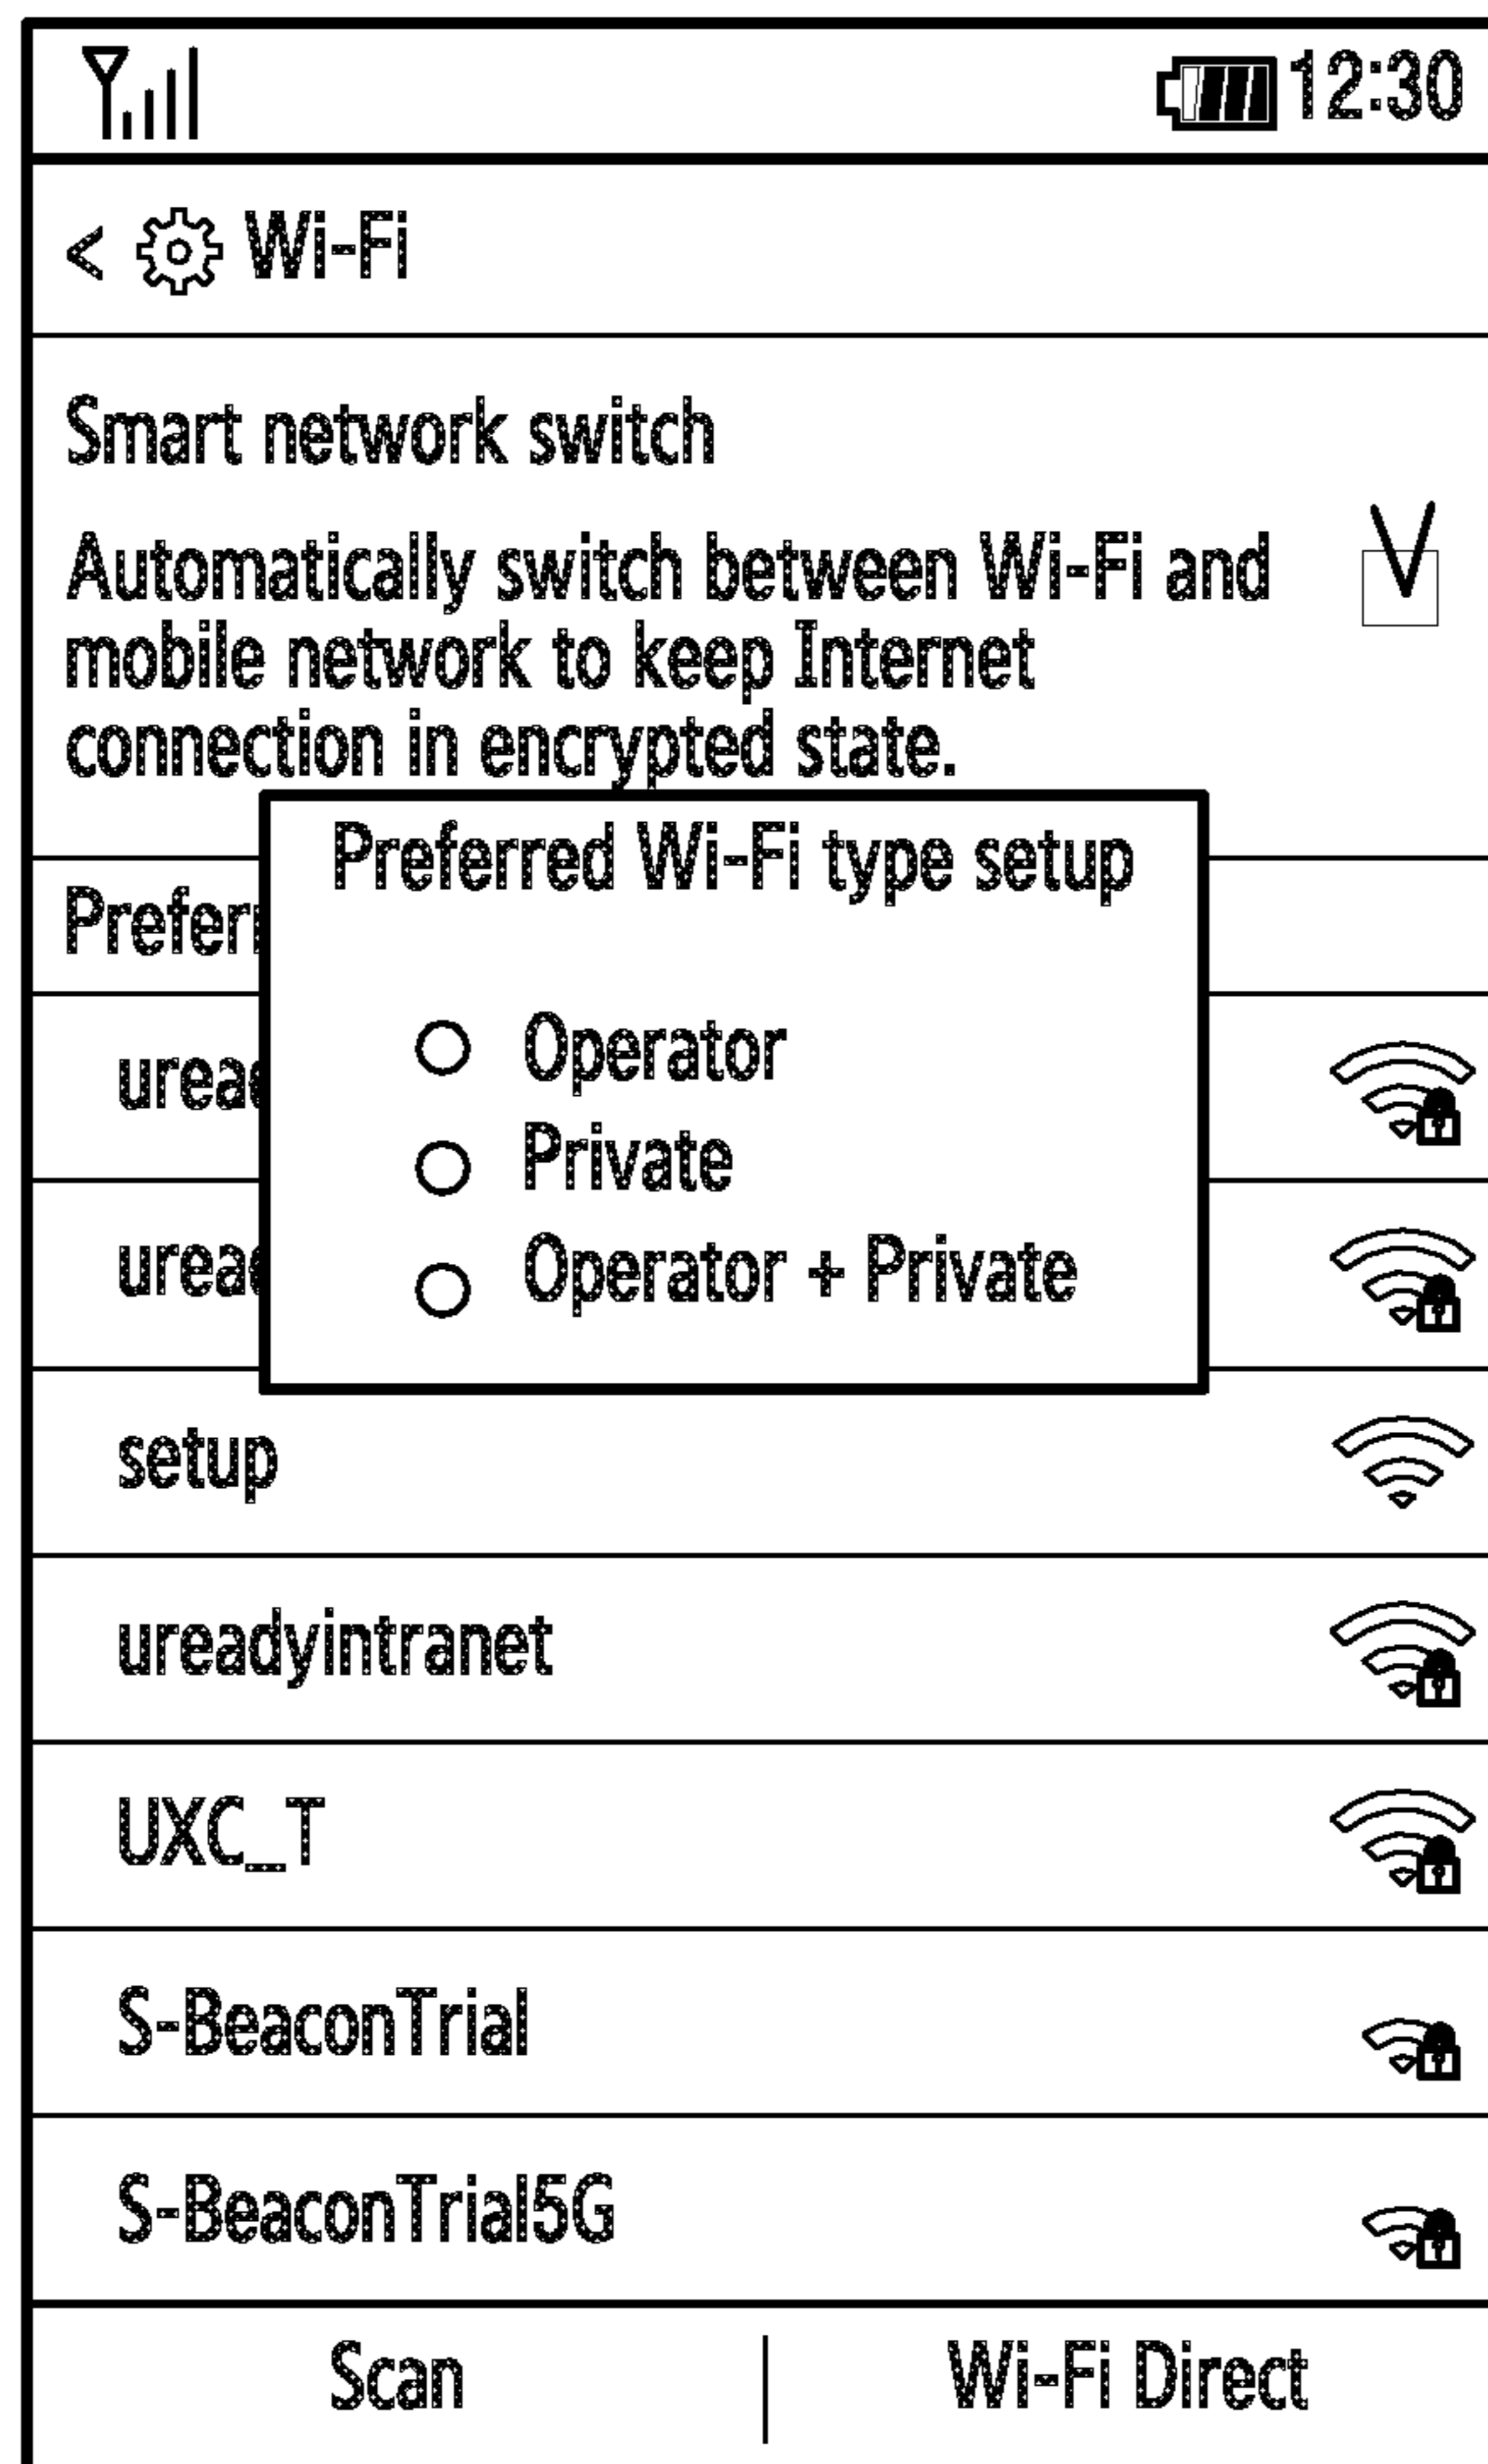 12:30
< Wi-Fi
Smart network switch
Automatically switch between Wi-Fi and
mobile network to keep Internet
connection in encrypted state.
Preferred Wi-Fi type setup
Operator
Private
Operator + Private
setup
ureadyintranet
UXC_T
S-BeaconTrial
S-BeaconTrial5G
Scan
Wi-Fi Direct